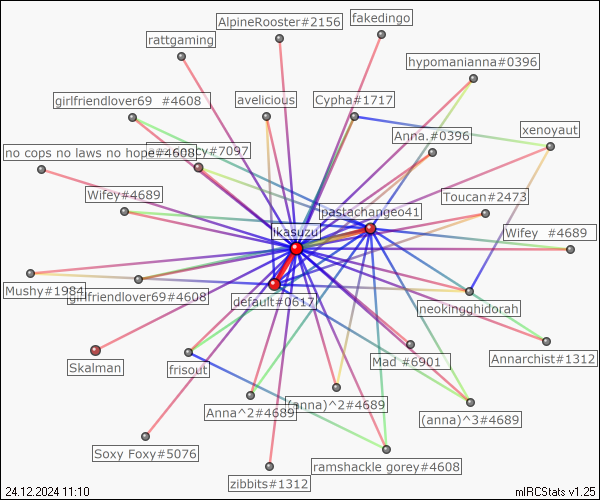 fakedingo
AlpineRooster#2156
rattgaming
hypomanianna#0396
girlfriendlover69 #4608
avelicious
Cypha#1717
xenoyaut
Anna.#0396
no cops no laws no hope#4608
cy#7097
Wifey#4689
Toucan#2473
pastachangeo41
ikasuzu
Wifey #4689
Mushy#1984
girlfriendlover69#4608
default#0617
neokingghidorah
Skalman
frisout
Mad #6901
Annarchist#1312
Anna^2#4689
(anna)^2#4689
(anna)^3#4689
Soxy Foxy#5076
zibbits#1312
ramshackle gorey#4608
24.12.2024 11:10
mIRCStats v1.25